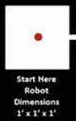 Start Here
Robot
Dimensions
1' x 1' x 1'